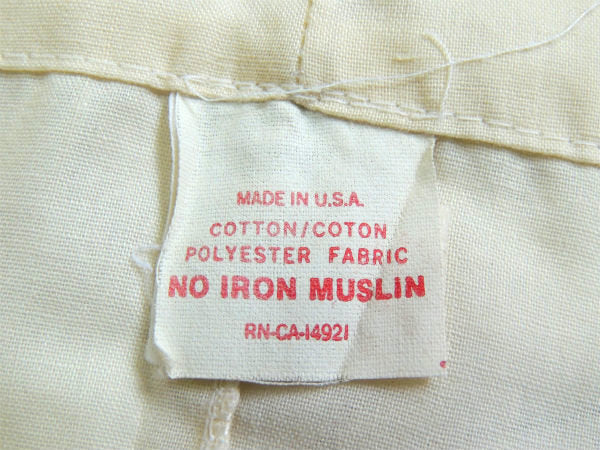 MADE IN U.S.A.
COTTON/COTON
POLYESTER FABRIC
NO IRON MUSLIN
RN-CA-14921